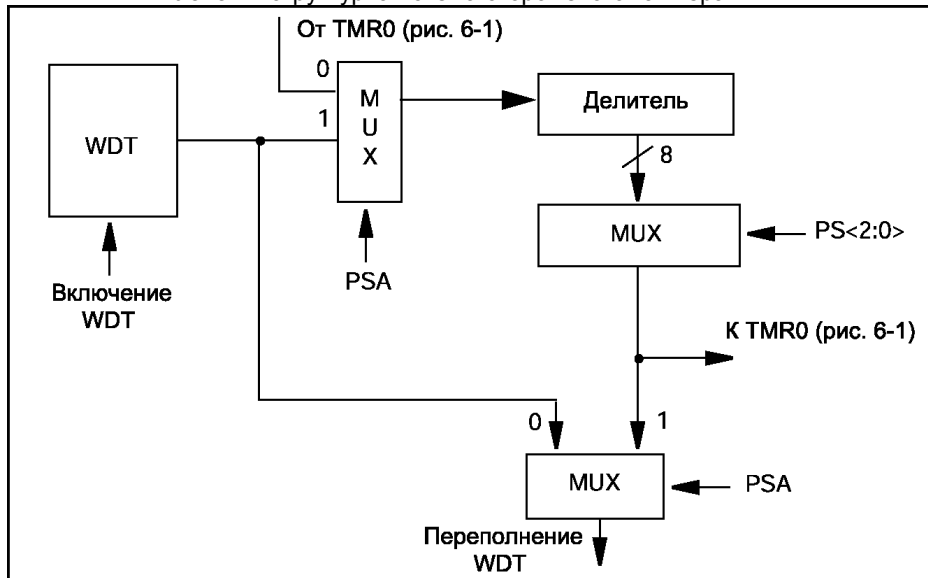 От TMR0 (рис. 6-1)
0
1
M
U
X
WDT
Делитель
8
MUX
PS<2:0>
PSA
Включение
WDT
К TMR0 (рис. 6-1)
0
1
MUX
PSA
Переполнение
WDT